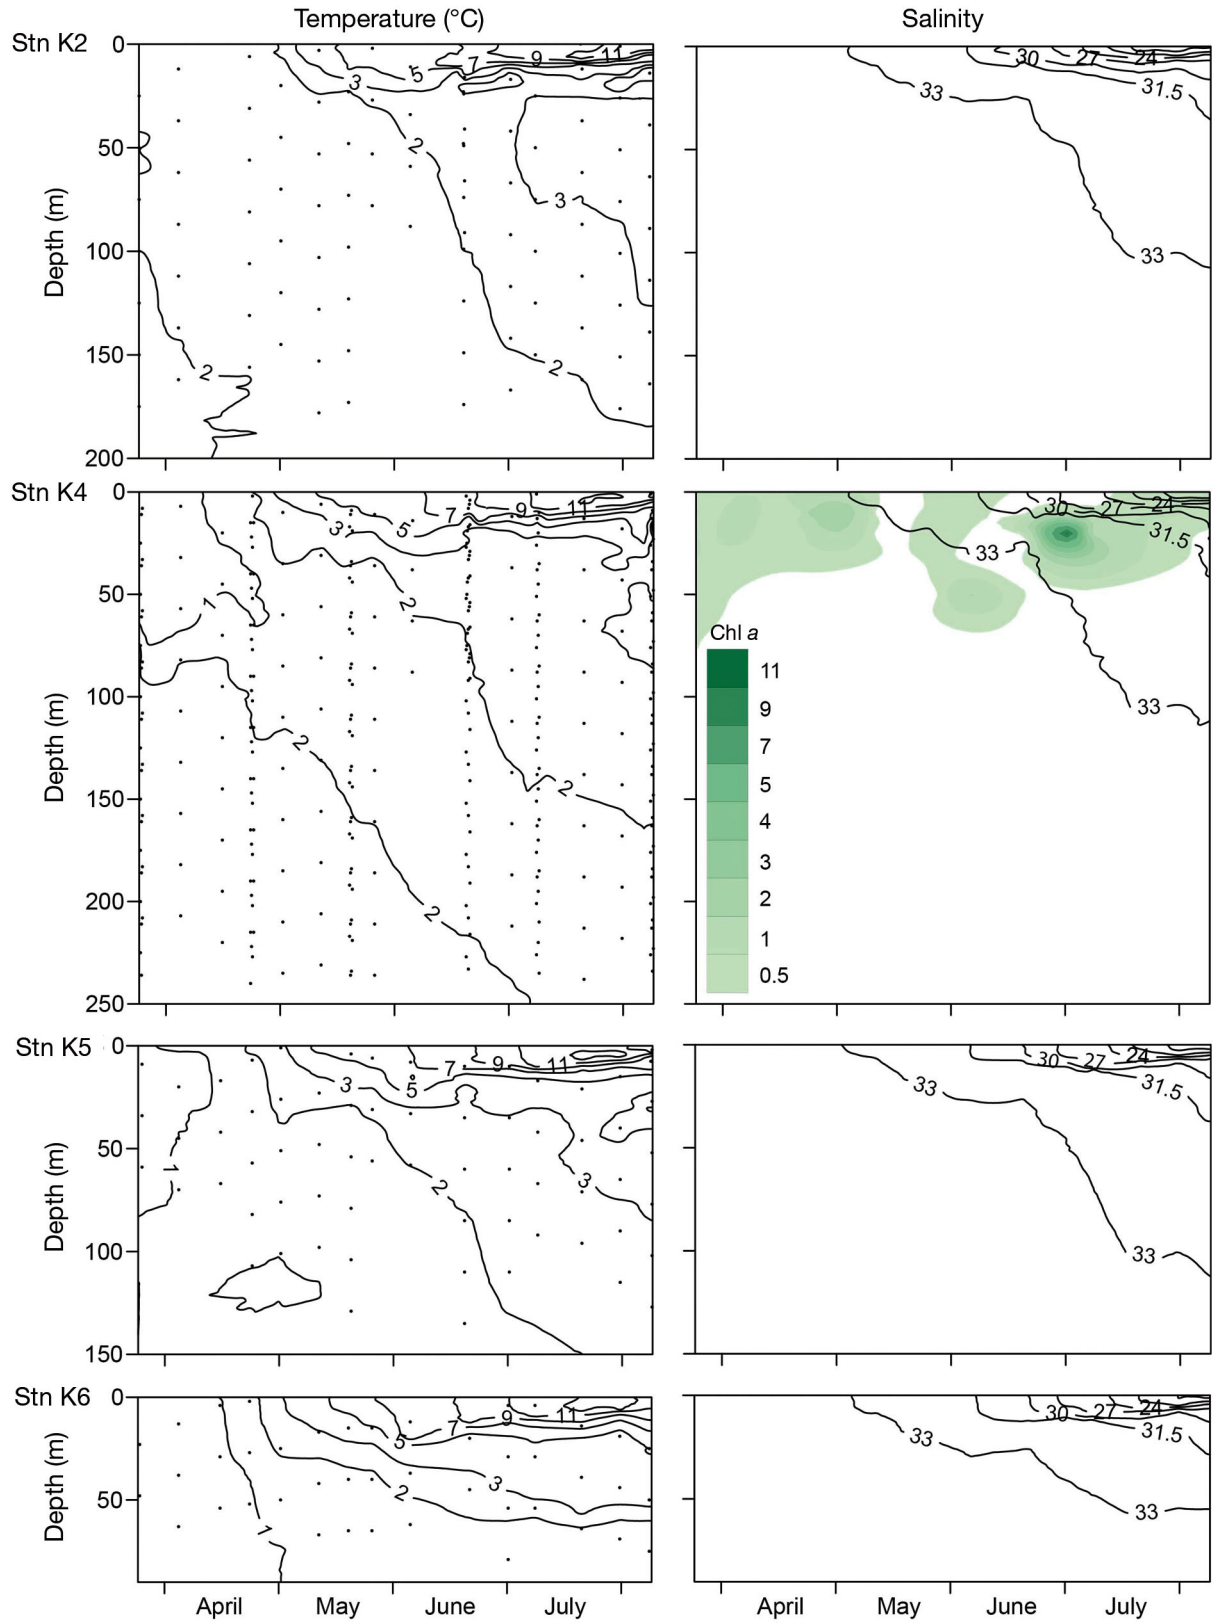 Temperature (°C) Salinity
Stn K2
0
50
100
150
200
Depth (m)
3 5 7 9 11
2
3
2
2
30 27 24
31.5
33
33
Stn K4
0
50
100
150
200
250
Depth (m)
3 5 7 9 11
1
2
2
2
2
30 27 24
31.5
33
33
Chl a
11
9
7
5
4
3
2
1
0.5
Stn K5
0
50
100
150
Depth (m)
3 5 7 9 11
1
2
3
30 27 24
31.5
33
33
Stn K6
0
50
Depth (m)
5 7 9 11
3
2
1
30 27 24
31.5
33
33
April May June July
April May June July